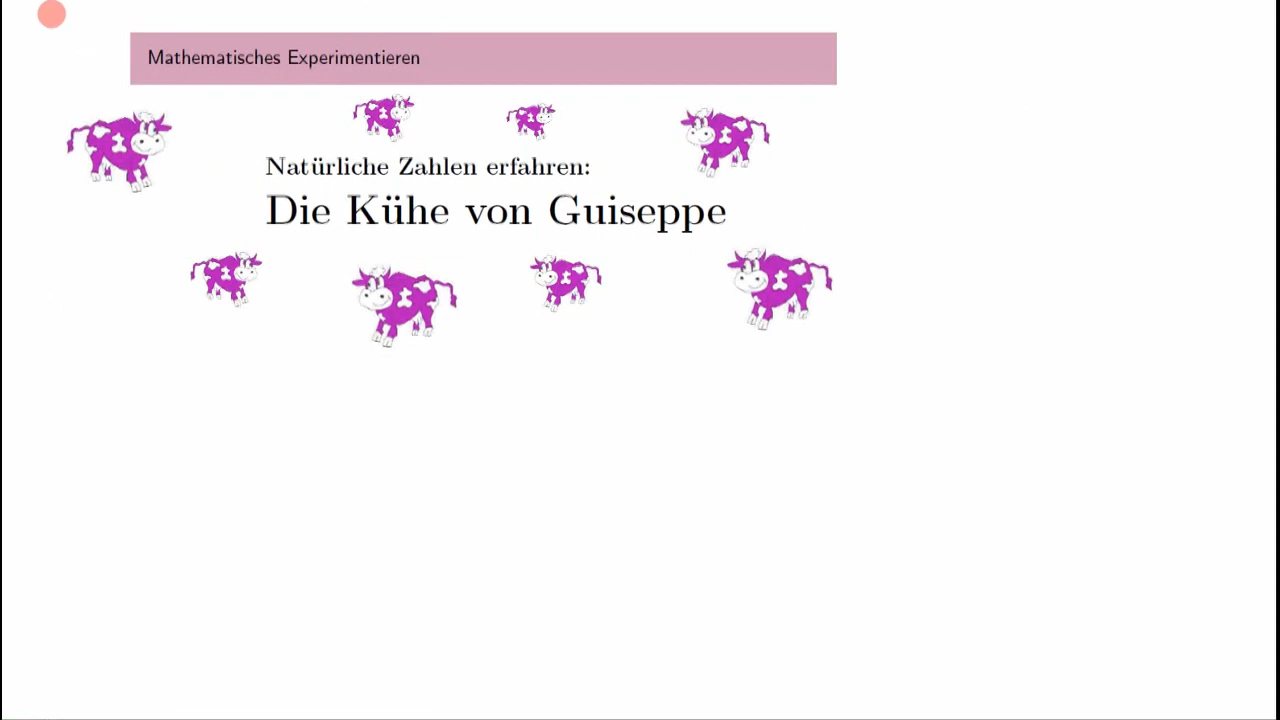 Mathematisches Experimentieren
Natürliche Zahlen erfahren:
Die Kühe von Guiseppe